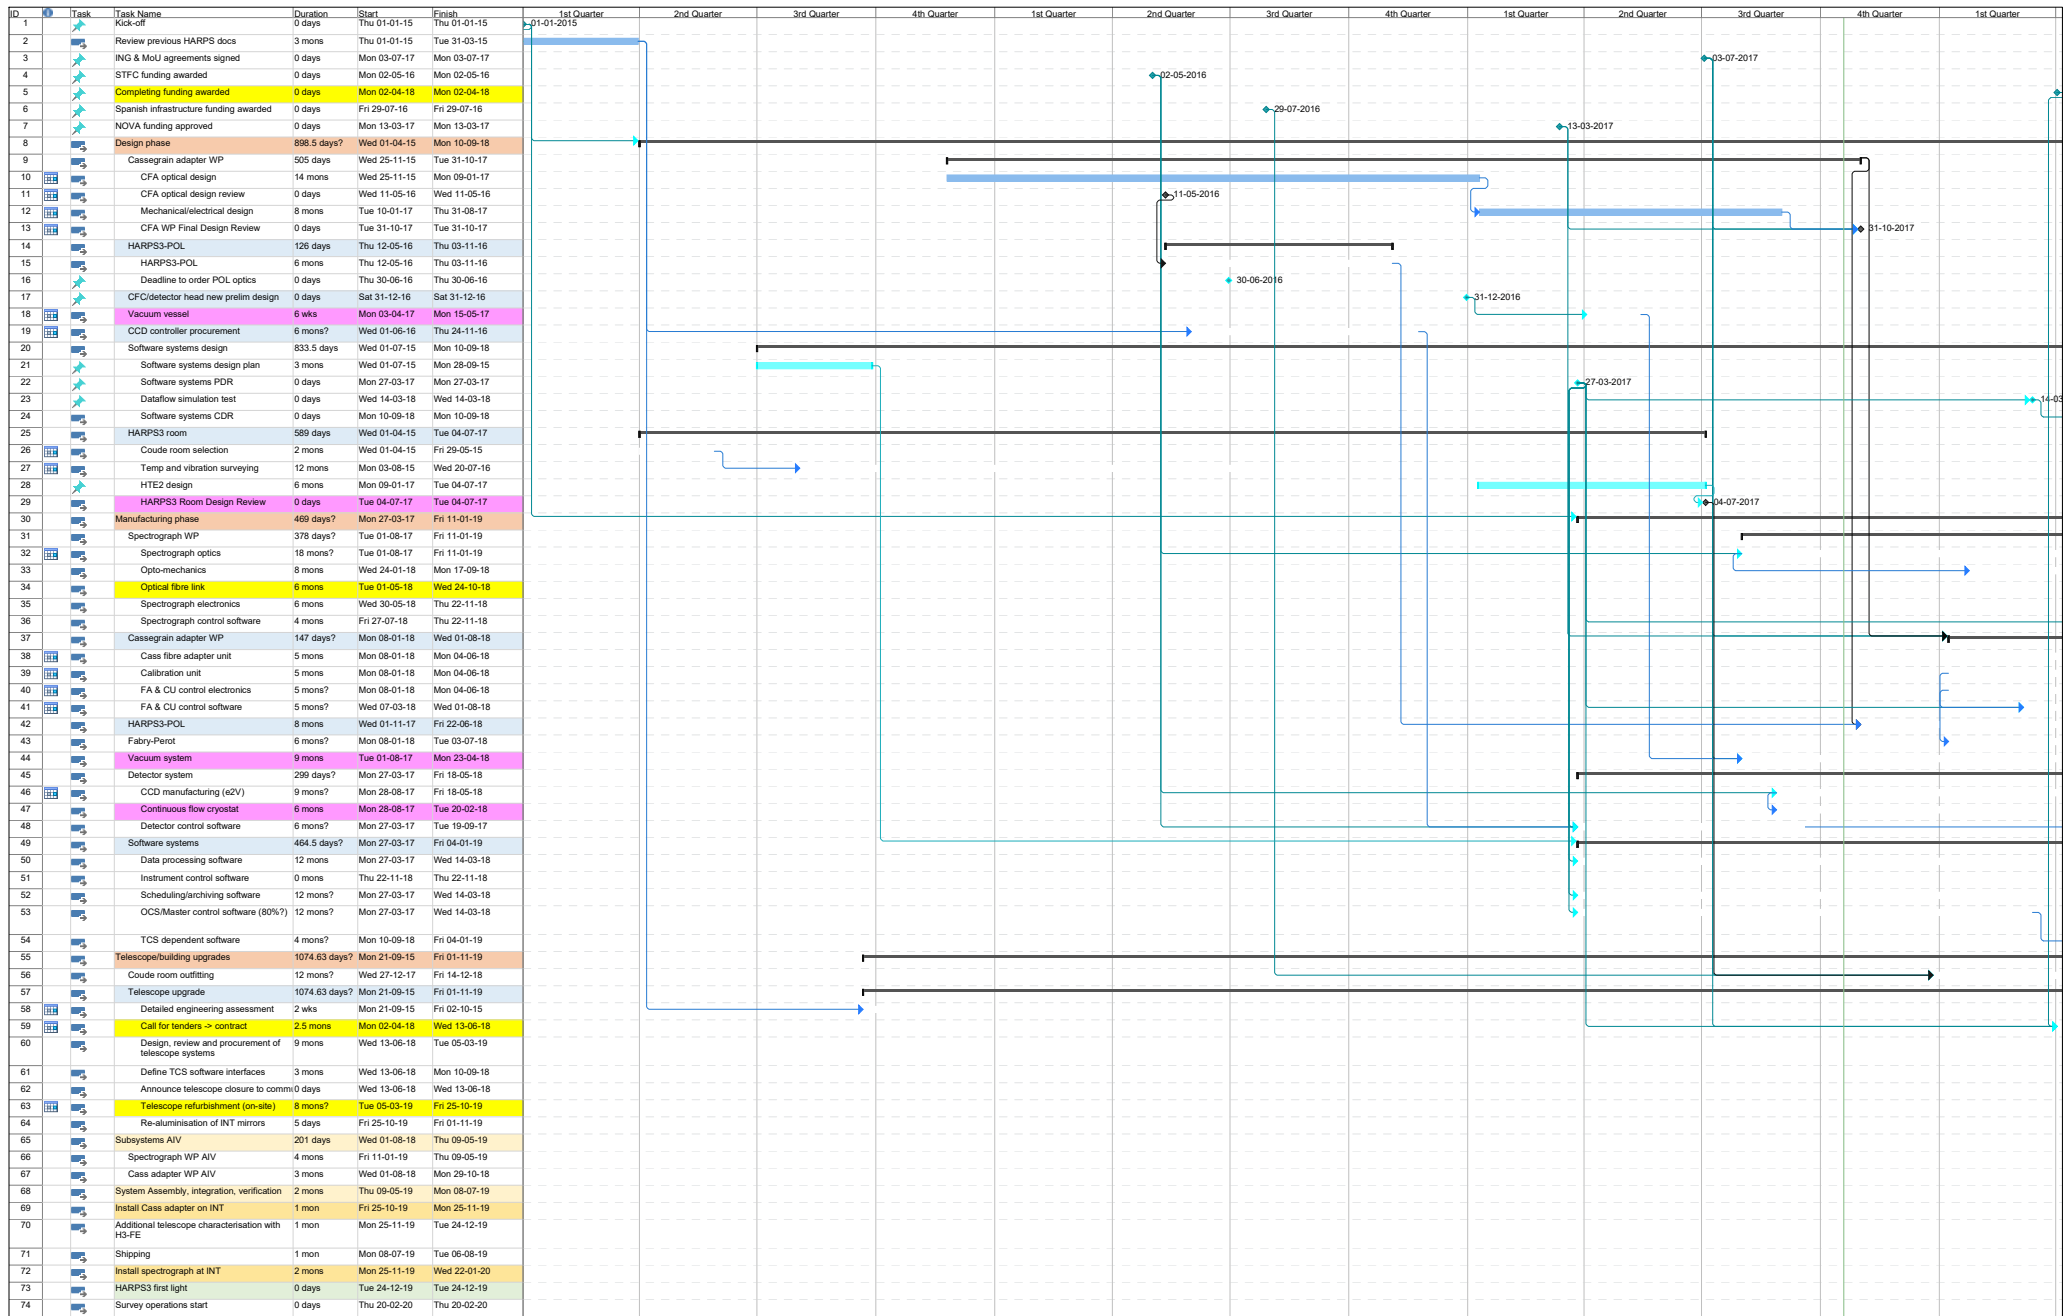 ID Task Task Name Duration Start Finish 1st Quarter 2nd Quarter 3rd Quarter 4th Quarter 1st Quarter 2nd Quarter 3rd Quarter 4th Quarter 1st Quarter 2nd Quarter 3rd Quarter 4th Quarter 1st Quarter
1 Kick-off 0 days Thu 01-01-15 Thu 01-01-15 01-01-2015
2 Review previous HARPS docs 3 mons Thu 01-01-15 Tue 31-03-15
3 ING & MoU agreements signed 0 days Mon 03-07-17 Mon 03-07-17 03-07-2017
4 STFC funding awarded 0 days Mon 02-05-16 Mon 02-05-16 02-05-2016
5 Completing funding awarded 0 days Mon 02-04-18 Mon 02-04-18
6 Spanish infrastructure funding awarded 0 days Fri 29-07-16 Fri 29-07-16 29-07-2016
7 NOVA funding approved 0 days Mon 13-03-17 Mon 13-03-17 13-03-2017
8 Design phase 898.5 days? Wed 01-04-15 Mon 10-09-18
9 Cassegrain adapter WP 505 days Wed 25-11-15 Tue 31-10-17
10 CFA optical design 14 mons Wed 25-11-15 Mon 09-01-17
11 CFA optical design review 0 days Wed 11-05-16 Wed 11-05-16 11-05-2016
12 Mechanical/electrical design 8 mons Tue 10-01-17 Thu 31-08-17
13 CFA WP Final Design Review 0 days Tue 31-10-17 Tue 31-10-17 31-10-2017
14 HARPS3-POL 126 days Thu 12-05-16 Thu 03-11-16
15 HARPS3-POL 6 mons Thu 12-05-16 Thu 03-11-16
16 Deadline to order POL optics 0 days Thu 30-06-16 Thu 30-06-16 30-06-2016
17 CFC/detector head new prelim design 0 days Sat 31-12-16 Sat 31-12-16 31-12-2016
18 Vacuum vessel 6 wks Mon 03-04-17 Mon 15-05-17
19 CCD controller procurement 6 mons? Wed 01-06-16 Thu 24-11-16
20 Software systems design 833.5 days Wed 01-07-15 Mon 10-09-18
21 Software systems design plan 3 mons Wed 01-07-15 Mon 28-09-15
22 Software systems PDR 0 days Mon 27-03-17 Mon 27-03-17 27-03-2017
23 Dataflow simulation test 0 days Wed 14-03-18 Wed 14-03-18 14-03
24 Software systems CDR 0 days Mon 10-09-18 Mon 10-09-18
25 HARPS3 room 589 days Wed 01-04-15 Tue 04-07-17
26 Coude room selection 2 mons Wed 01-04-15 Fri 29-05-15
27 Temp and vibration surveying 12 mons Mon 03-08-15 Wed 20-07-16
28 HTE2 design 6 mons Mon 09-01-17 Tue 04-07-17
29 HARPS3 Room Design Review 0 days Tue 04-07-17 Tue 04-07-17 04-07-2017
30 Manufacturing phase 469 days? Mon 27-03-17 Fri 11-01-19
31 Spectrograph WP 378 days? Tue 01-08-17 Fri 11-01-19
32 Spectrograph optics 18 mons? Tue 01-08-17 Fri 11-01-19
33 Opto-mechanics 8 mons Wed 24-01-18 Mon 17-09-18
34 Optical fibre link 6 mons Tue 01-05-18 Wed 24-10-18
35 Spectrograph electronics 6 mons Wed 30-05-18 Thu 22-11-18
36 Spectrograph control software 4 mons Fri 27-07-18 Thu 22-11-18
37 Cassegrain adapter WP 147 days? Mon 08-01-18 Wed 01-08-18
38 Cass fibre adapter unit 5 mons Mon 08-01-18 Mon 04-06-18
39 Calibration unit 5 mons Mon 08-01-18 Mon 04-06-18
40 FA & CU control electronics 5 mons? Mon 08-01-18 Mon 04-06-18
41 FA & CU control software 5 mons? Wed 07-03-18 Wed 01-08-18
42 HARPS3-POL 8 mons Wed 01-11-17 Fri 22-06-18
43 Fabry-Perot 6 mons? Mon 08-01-18 Tue 03-07-18
44 Vacuum system 9 mons Tue 01-08-17 Mon 23-04-18
45 Detector system 299 days? Mon 27-03-17 Fri 18-05-18
46 CCD manufacturing (e2V) 9 mons? Mon 28-08-17 Fri 18-05-18
47 Continuous flow cryostat 6 mons Mon 28-08-17 Tue 20-02-18
48 Detector control software 6 mons? Mon 27-03-17 Tue 19-09-17
49 Software systems 464.5 days? Mon 27-03-17 Fri 04-01-19
50 Data processing software 12 mons Mon 27-03-17 Wed 14-03-18
51 Instrument control software 0 mons Thu 22-11-18 Thu 22-11-18
52 Scheduling/archiving software 12 mons? Mon 27-03-17 Wed 14-03-18
53 OCS/Master control software (80%?) 12 mons? Mon 27-03-17 Wed 14-03-18
54 TCS dependent software 4 mons? Mon 10-09-18 Fri 04-01-19
55 Telescope/building upgrades 1074.63 days? Mon 21-09-15 Fri 01-11-19
56 Coude room outfitting 12 mons? Wed 27-12-17 Fri 14-12-18
57 Telescope upgrade 1074.63 days? Mon 21-09-15 Fri 01-11-19
58 Detailed engineering assessment 2 wks Mon 21-09-15 Fri 02-10-15
59 Call for tenders -> contract 2.5 mons Mon 02-04-18 Wed 13-06-18
60 Design, review and procurement of 9 mons Wed 13-06-18 Tue 05-03-19
telescope systems
61 Define TCS software interfaces 3 mons Wed 13-06-18 Mon 10-09-18
62 Announce telescope closure to commu 0 days Wed 13-06-18 Wed 13-06-18
63 Telescope refurbishment (on-site) 8 mons? Tue 05-03-19 Fri 25-10-19
64 Re-aluminisation of INT mirrors 5 days Fri 25-10-19 Fri 01-11-19
65 Subsystems AIV 201 days Wed 01-08-18 Thu 09-05-19
66 Spectrograph WP AIV 4 mons Fri 11-01-19 Thu 09-05-19
67 Cass adapter WP AIV 3 mons Wed 01-08-18 Mon 29-10-18
68 System Assembly, integration, verification 2 mons Thu 09-05-19 Mon 08-07-19
69 Install Cass adapter on INT 1 mon Fri 25-10-19 Mon 25-11-19
70 Additional telescope characterisation with 1 mon Mon 25-11-19 Tue 24-12-19
H3-FE
71 Shipping 1 mon Mon 08-07-19 Tue 06-08-19
72 Install spectrograph at INT 2 mons Mon 25-11-19 Wed 22-01-20
73 HARPS3 first light 0 days Tue 24-12-19 Tue 24-12-19
74 Survey operations start 0 days Thu 20-02-20 Thu 20-02-20